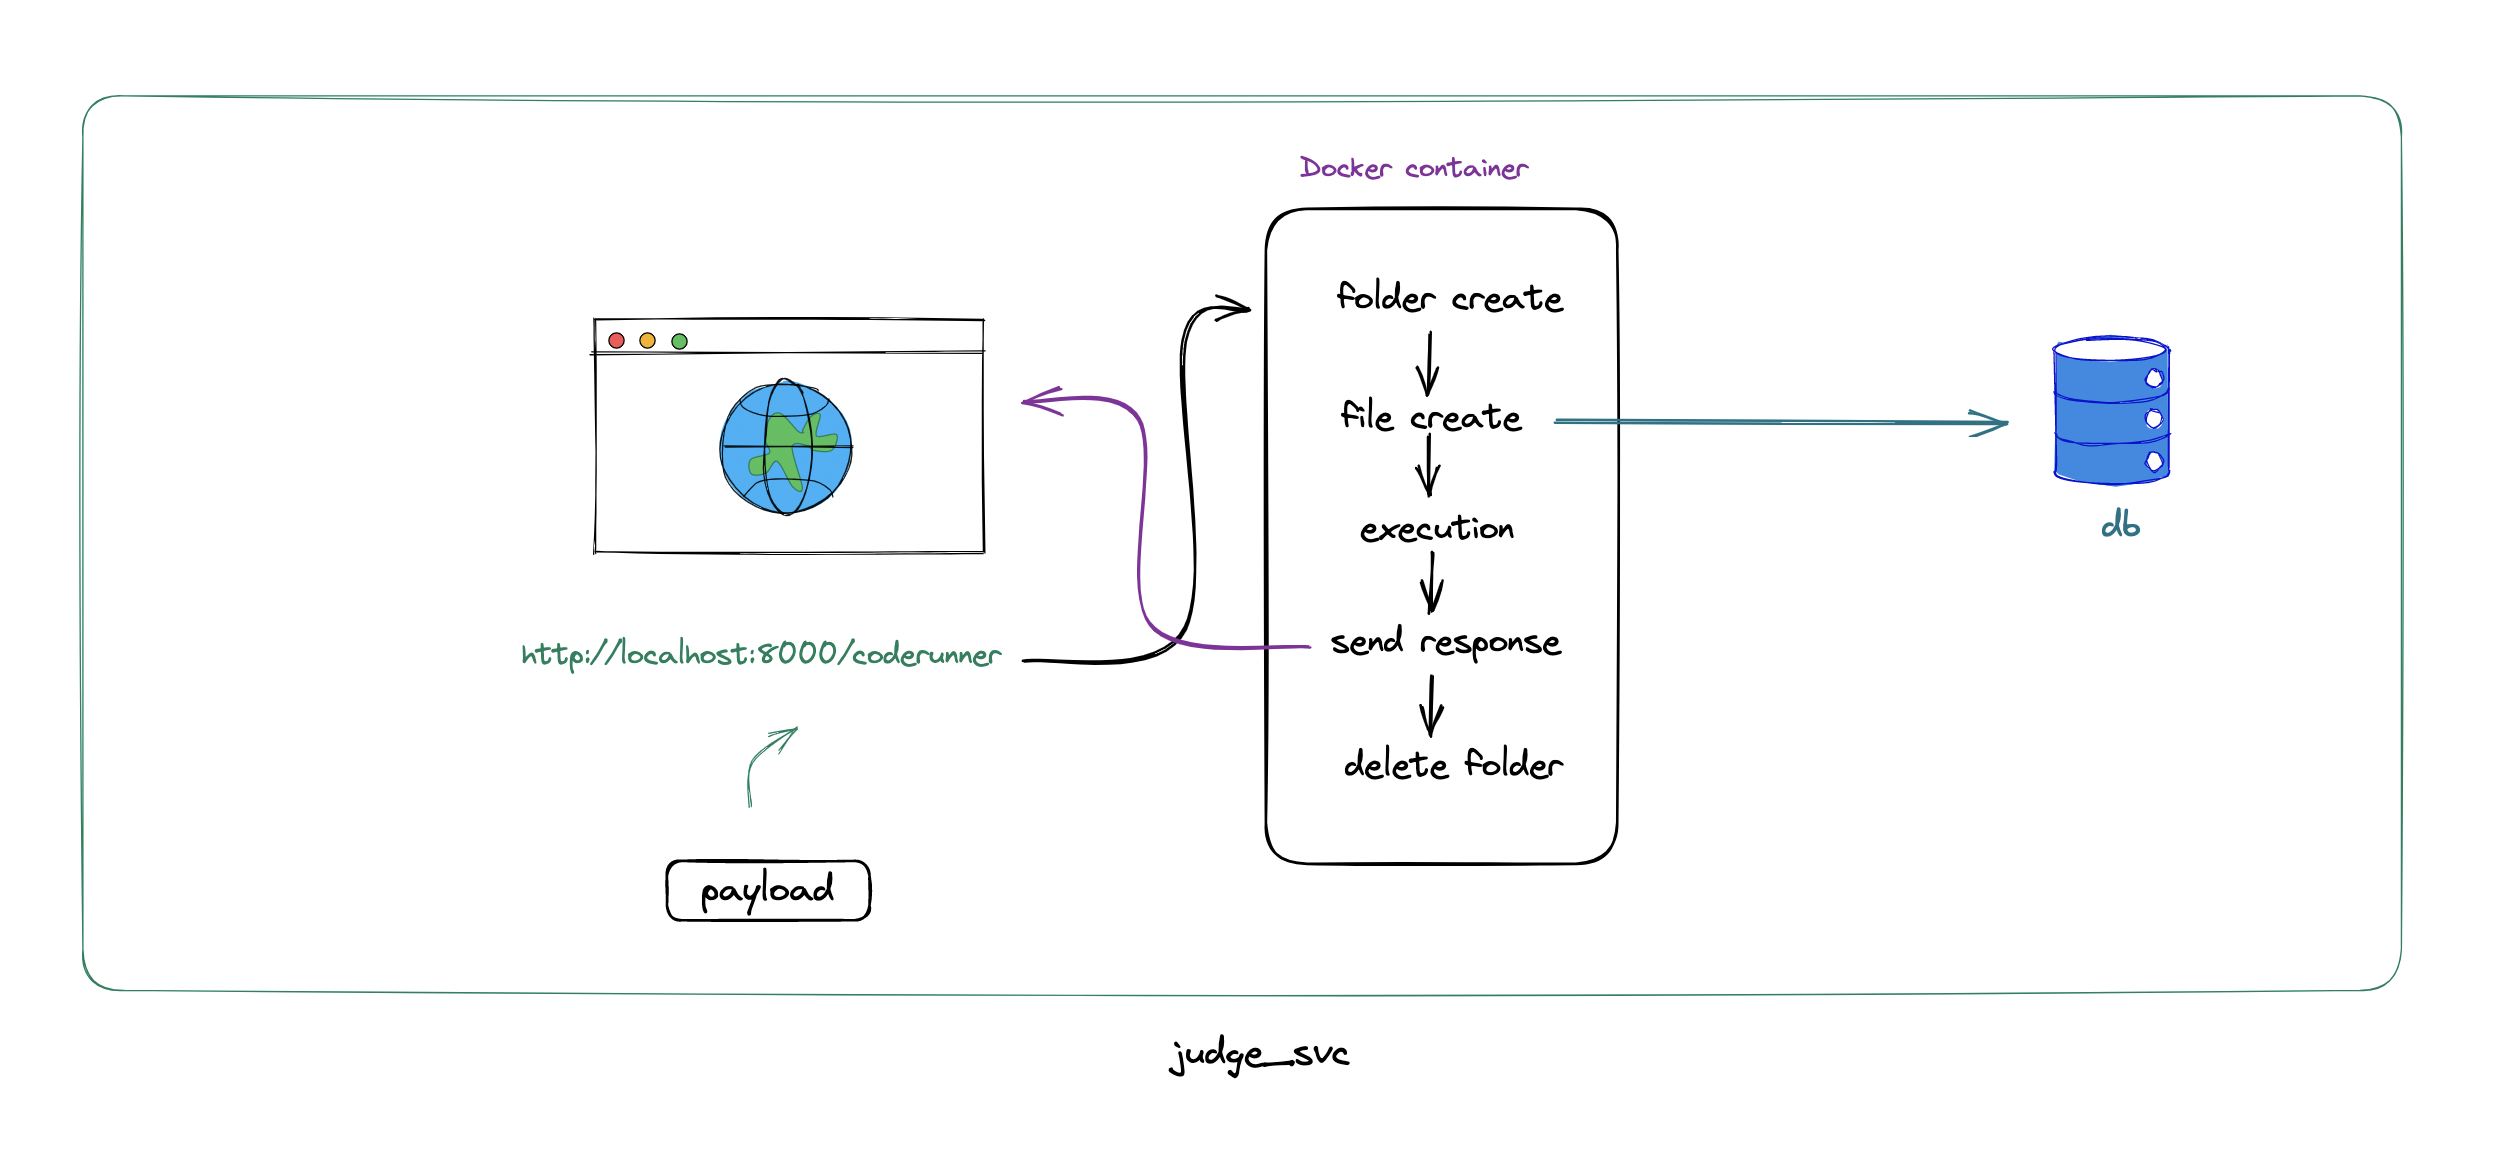 Docker container
folder create
file create
execution
send response
delete folder
db
http://localhost:8000/coderunner
payload
judge_svc